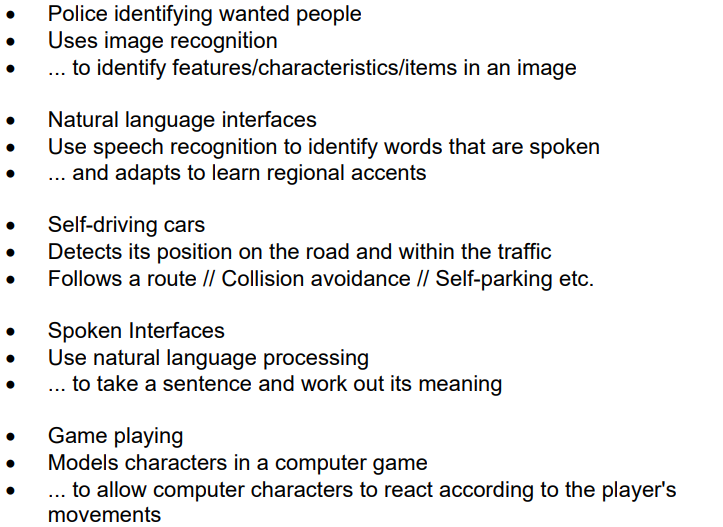 • Police identifying wanted people
• Uses image recognition
• ... to identify features/characteristics/items in an image
• Natural language interfaces
• Use speech recognition to identify words that are spoken
• ... and adapts to learn regional accents
• Self-driving cars
• Detects its position on the road and within the traffic
• Follows a route // Collision avoidance // Self-parking etc.
• Spoken Interfaces
• Use natural language processing
• ... to take a sentence and work out its meaning
• Game playing
• Models characters in a computer game
• ... to allow computer characters to react according to the player's
movements